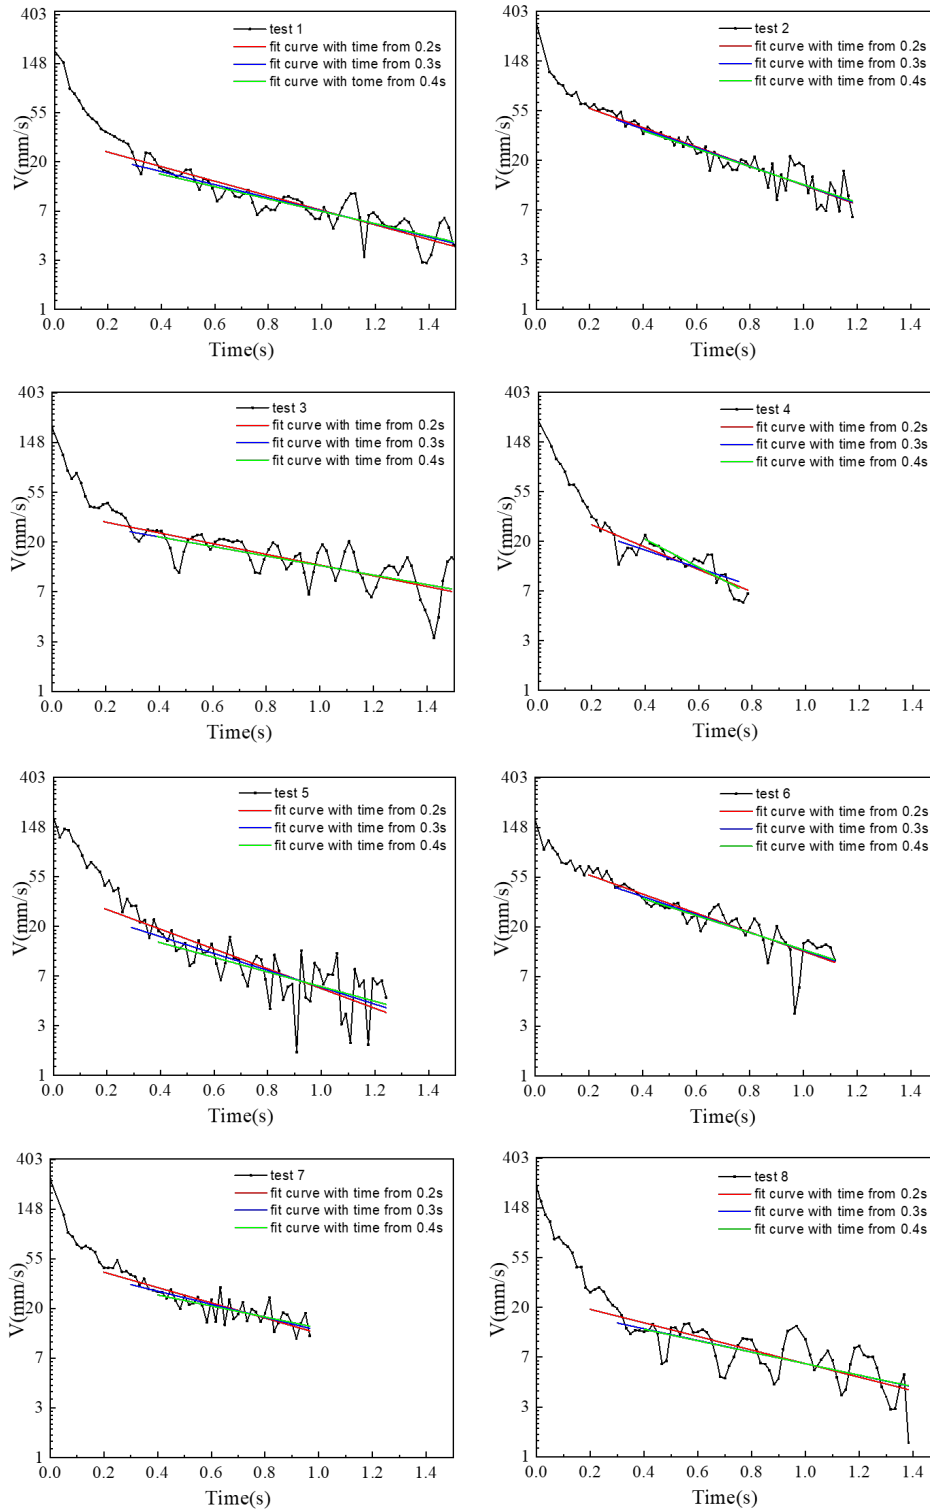 403
148
55
20
7
3
1
V(mm/s)
test 1
fit curve with time from 0.2s
fit curve with time from 0.3s
fit curve with tome from 0.4s
0.0 0.2 0.4 0.6 0.8 1.0 1.2 1.4
Time(s)
403
148
55
20
7
3
1
V(mm/s)
test 2
fit curve with time from 0.2s
fit curve with time from 0.3s
fit curve with time from 0.4s
0.0 0.2 0.4 0.6 0.8 1.0 1.2 1.4
Time(s)
403
148
55
20
7
3
1
V(mm/s)
test 3
fit curve with time from 0.2s
fit curve with time from 0.3s
fit curve with time from 0.4s
0.0 0.2 0.4 0.6 0.8 1.0 1.2 1.4
Time(s)
403
148
55
20
7
3
1
V(mm/s)
test 4
fit curve with time from 0.2s
fit curve with time from 0.3s
fit curve with time from 0.4s
0.0 0.2 0.4 0.6 0.8 1.0 1.2 1.4
Time(s)
403
148
55
20
7
3
1
V(mm/s)
test 5
fit curve with time from 0.2s
fit curve with time from 0.3s
fit curve with time from 0.4s
0.0 0.2 0.4 0.6 0.8 1.0 1.2 1.4
Time(s)
403
148
55
20
7
3
1
V(mm/s)
test 6
fit curve with time from 0.2s
fit curve with time from 0.3s
fit curve with time from 0.4s
0.0 0.2 0.4 0.6 0.8 1.0 1.2 1.4
Time(s)
403
148
55
20
7
3
1
V(mm/s)
test 7
fit curve with time from 0.2s
fit curve with time from 0.3s
fit curve with time from 0.4s
0.0 0.2 0.4 0.6 0.8 1.0 1.2 1.4
Time(s)
403
148
55
20
7
3
1
V(mm/s)
test 8
fit curve with time from 0.2s
fit curve with time from 0.3s
fit curve with time from 0.4s
0.0 0.2 0.4 0.6 0.8 1.0 1.2 1.4
Time(s)